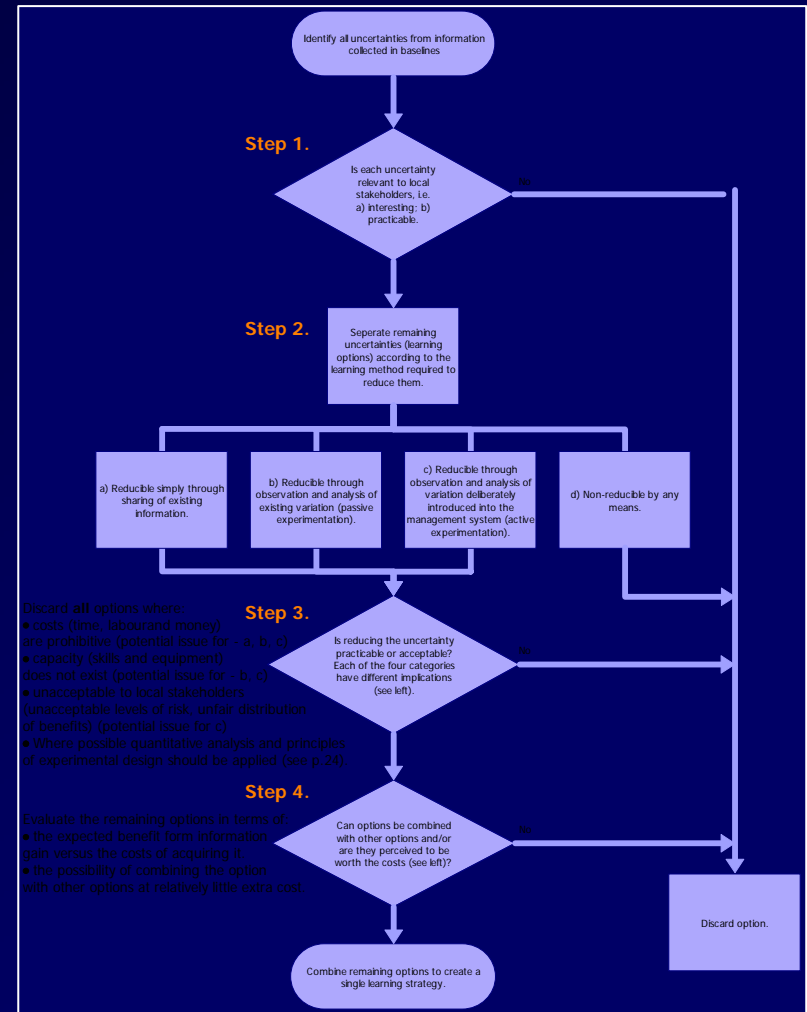 Identify all uncertainties from information
collected in baselines
Step 1.
Is each uncertainty
relevant to local
stakeholders, i.e.
a) interesting; b)
practicable.
No
Step 2.
Seperate remaining
uncertainties (learning
options) according to the
learning method required to
reduce them.
a) Reducible simply through
sharing of existing
information.
b) Reducible through
observation and analysis of
existing variation (passive
experimentation).
c) Reducible through
observation and analysis of
variation deliberately
introduced into the
management system (active
experimentation).
d) Non-reducible by any
means.
Discard all options where:
• costs (time, labour and money)
are prohibitive (potential issue for - a, b, c)
• capacity (skills and equipment)
does not exist (potential issue for - b, c)
• unacceptable to local stakeholders
(unacceptable levels of risk; unfair distribution
of benefits) (potential issue for c)
• Where possible quantitative analysis and principles
of experimental design should be applied (see p.24)
Step 3.
Is reducing the uncertainty
practicable or acceptable?
Each of the four categories
have different implications
(see left).
No
Step 4.
Evaluate the remaining options in terms of:
• the expected benefit form information
gain versus the costs of acquiring it
• the possibility of combining the option
with other options at relatively little extra cost.
Can options be combined
with other options and/or
are they perceived to be
worth the costs (see left)?
No
Discard option.
Combine remaining options to create a
single learning strategy.